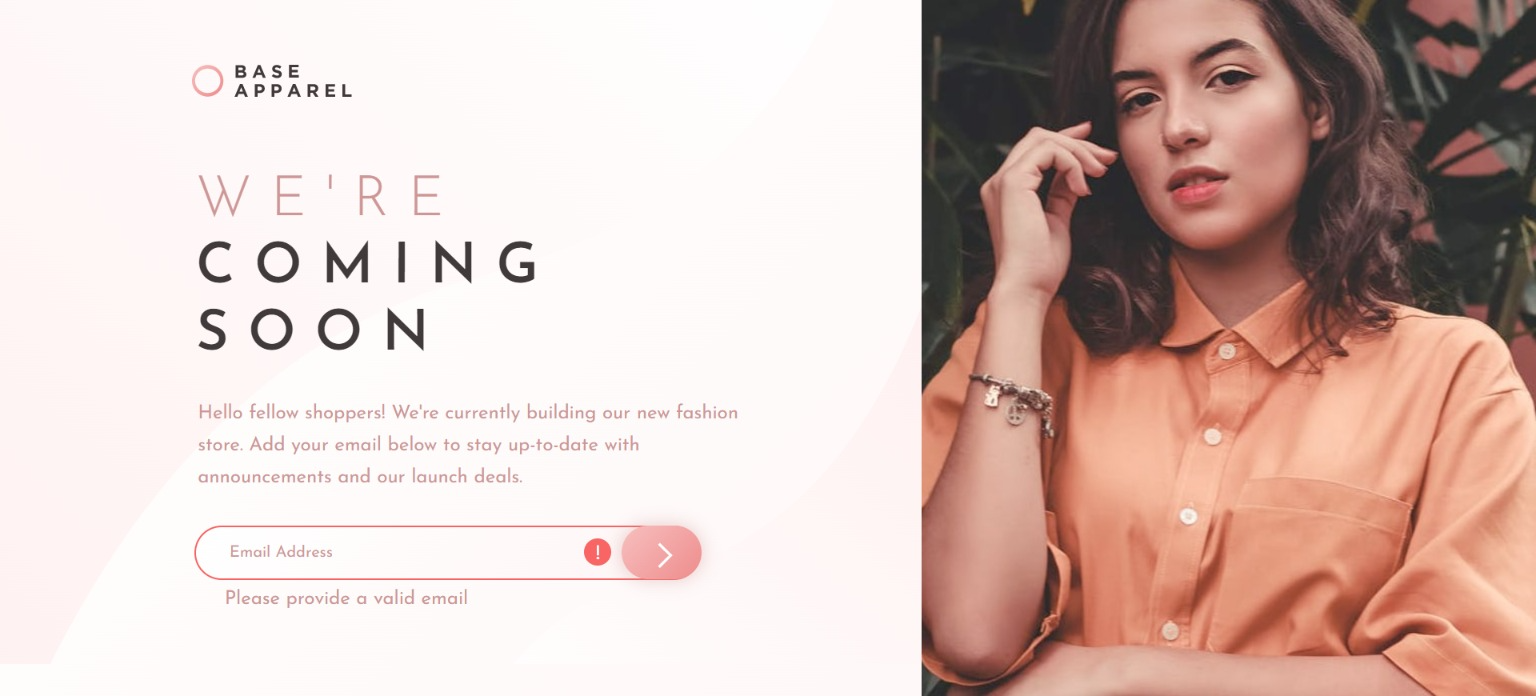 BASE
APPAREL
WE'RE
COMING
SOON
Hello fellow shoppers! We're currently building our new fashion
store. Add your email below to stay up-to-date with
announcements and our launch deals.
Email Address !
Please provide a valid email